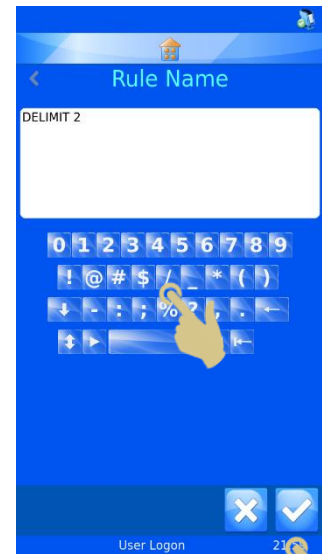 Rule Name
DELIMIT 2
0 1 2 3 4 5 6 7 8 9
! @ # $ / _ * ( )
- : ; % ? , .
User Logon